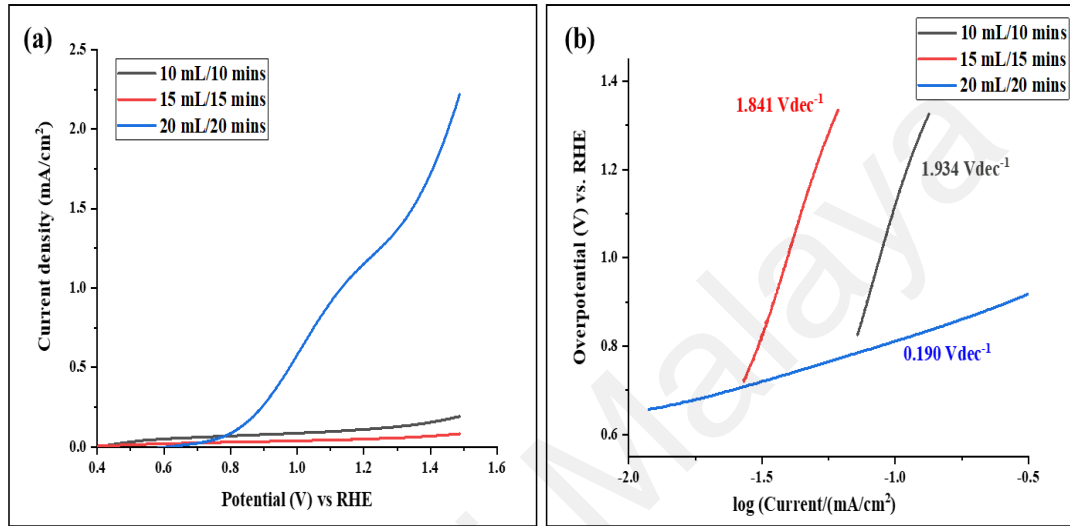 (a)
10 mL/10 mins
15 mL/15 mins
20 mL/20 mins
Current density (mA/cm²)
2.5
2.0
1.5
1.0
0.5
0.0
0.4 0.6 0.8 1.0 1.2 1.4 1.6
Potential (V) vs RHE
(b)
10 mL/10 mins
15 mL/15 mins
20 mL/20 mins
1.841 Vdec⁻¹
1.934 Vdec⁻¹
0.190 Vdec⁻¹
Overpotential (V) vs. RHE
1.4
1.2
1.0
0.8
0.6
-2.0 -1.5 -1.0 -0.5
log (Current/(mA/cm²)
Malaya